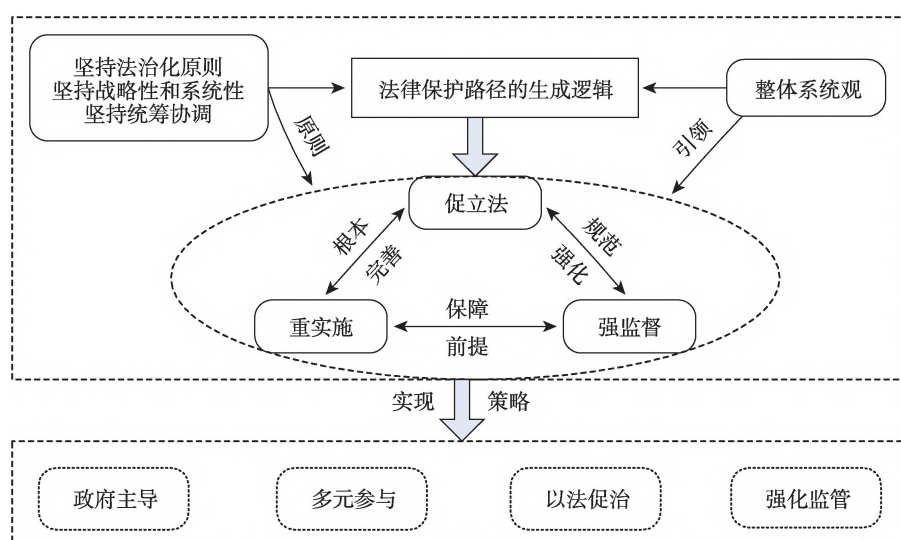 坚持法治化原则
坚持战略性和系统性
坚持统筹协调
法律保护路径的生成逻辑
整体系统观
原则
引领
促立法
根本
完善
规范
强化
重实施
保障
前提
强监督
实现
策略
政府主导
多元参与
以法促治
强化监管